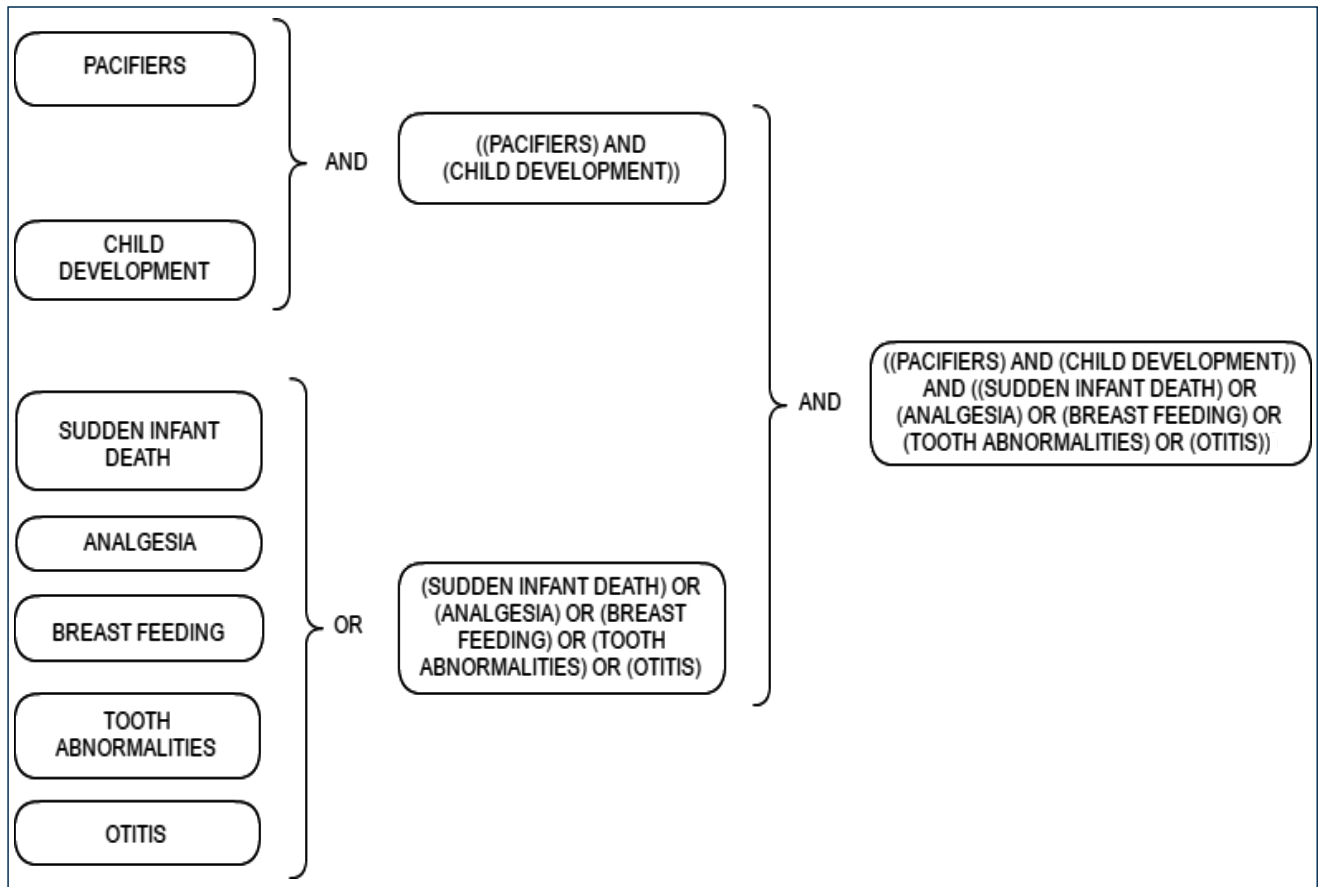 PACIFIERS
CHILD
DEVELOPMENT
AND
((PACIFIERS) AND
(CHILD DEVELOPMENT))
SUDDEN INFANT
DEATH
ANALGESIA
BREAST FEEDING
TOOTH
ABNORMALITIES
OTITIS
OR
(SUDDEN INFANT DEATH) OR
(ANALGESIA) OR (BREAST
FEEDING) OR (TOOTH
ABNORMALITIES) OR (OTITIS)
AND
((PACIFIERS) AND (CHILD DEVELOPMENT))
AND ((SUDDEN INFANT DEATH) OR
(ANALGESIA) OR (BREAST FEEDING) OR
(TOOTH ABNORMALITIES) OR (OTITIS))